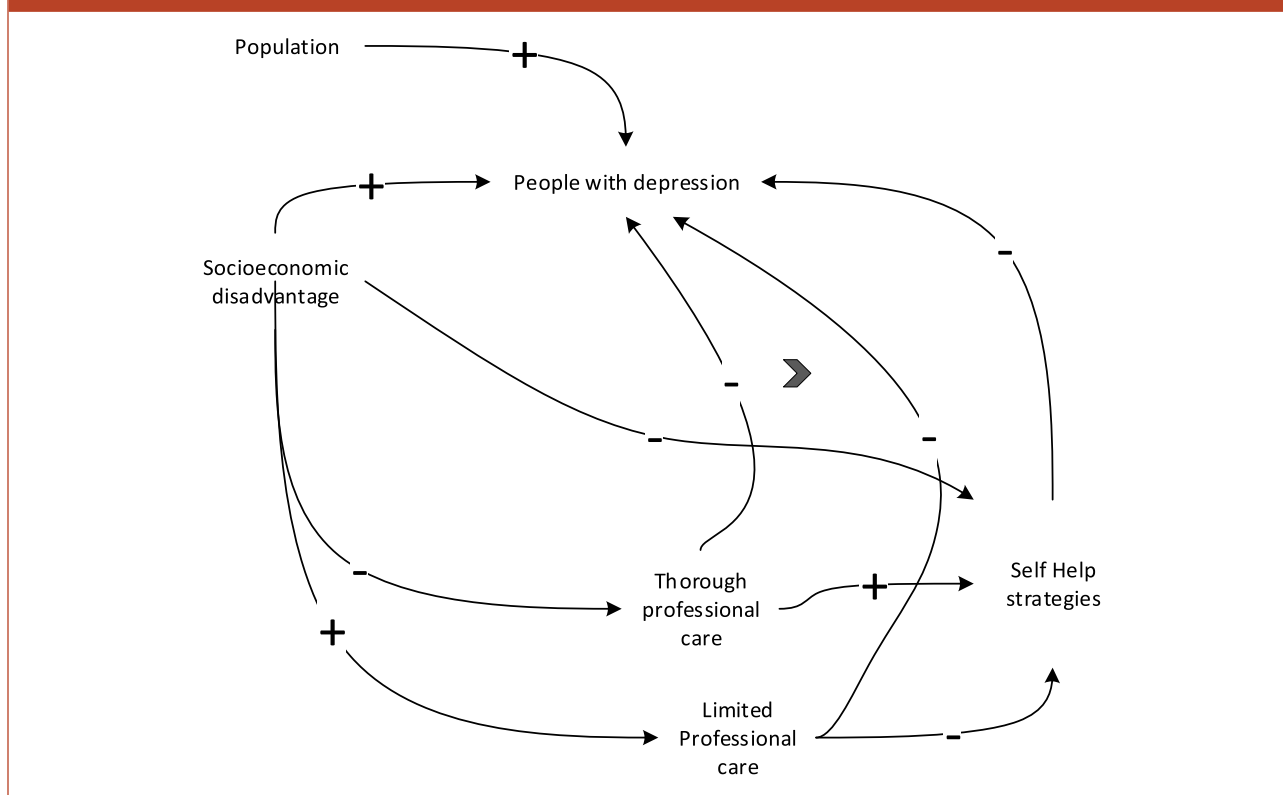 Population
+
+
People with depression
-
Socioeconomic
disadvantage
-
-
-
-
Thorough
professional
care
+
Self Help
strategies
+
Limited
Professional
care
-